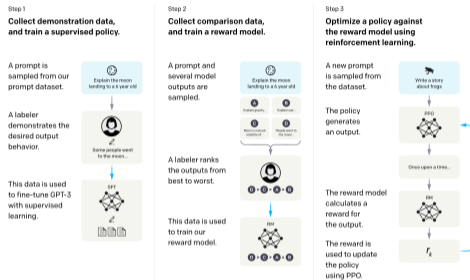 Step 1
Collect demonstration data,
and train a supervised policy.
A prompt is
sampled from our
prompt dataset.
Explain the moon
landing to a 6 year old
A labeler
demonstrates the
desired output
behavior.
Some people went
to the moon...
This data is used
to fine-tune GPT-3
with supervised
learning.
SFT
Step 2
Collect comparison data,
and train a reward model.
A prompt and
several model
outputs are
sampled.
Explain the moon
landing to a 6 year old
A
B
C
D
A labeler ranks
the outputs from
best to worst.
D > C > A = B
This data is used
to train our
reward model.
RM
D > C > A = B
Step 3
Optimize a policy against
the reward model using
reinforcement learning.
A new prompt
is sampled from
the dataset.
Write a story
about frogs
The policy
generates
an output.
PPO
Once upon a time...
The reward model
calculates a
reward for
the output.
RM
The reward is
used to update
the policy
using PPO.
rk